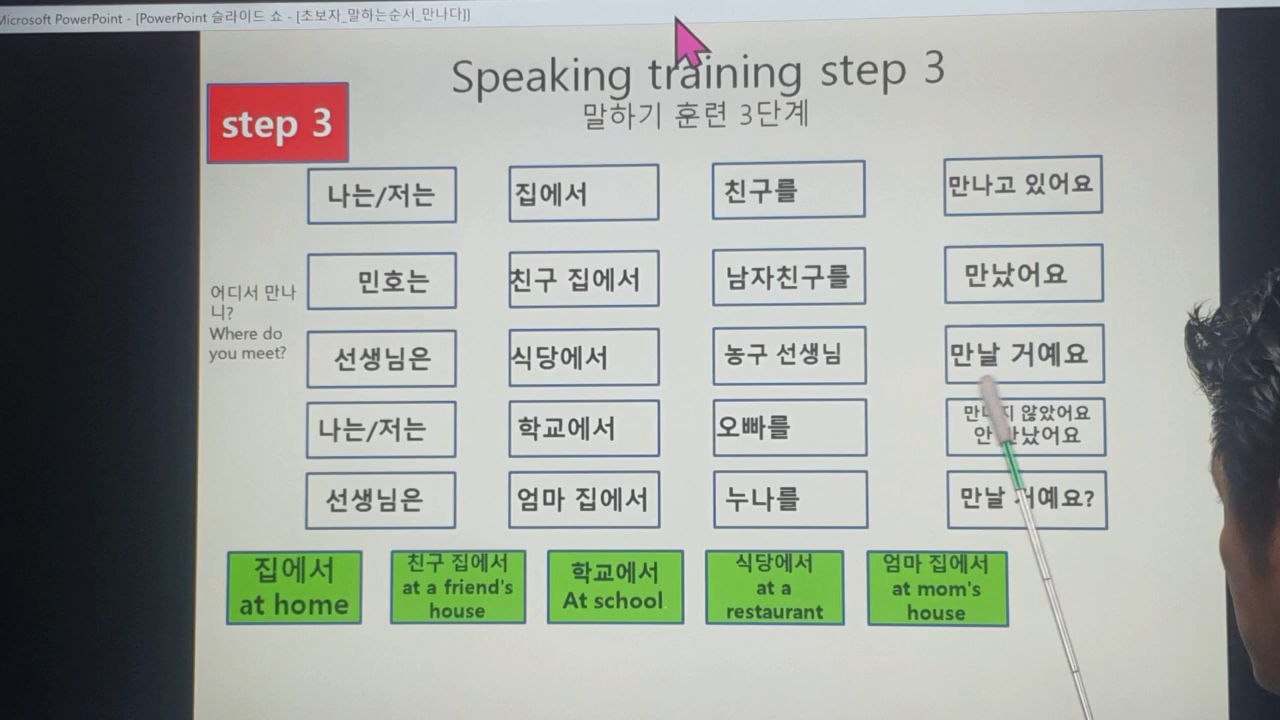 Microsoft PowerPoint - [PowerPoint 슬라이드 쇼 - [초보자_말하는순서_만나다]]
Speaking training step 3
말하기 훈련 3단계
step 3
나는/저는 집에서 친구를 만나고 있어요
민호는 친구 집에서 남자친구를 만났어요
어디서 만나
니?
Where do
you meet?
선생님은 식당에서 농구 선생님 만날 거예요
나는/저는 학교에서 오빠를
않았어요
선생님은 엄마 집에서 누나를 만날
집에서
at home
친구 집에서
at a friend's
house
학교에서
At school
식당에서
at a
restaurant
엄마 집에서
at mom's
house